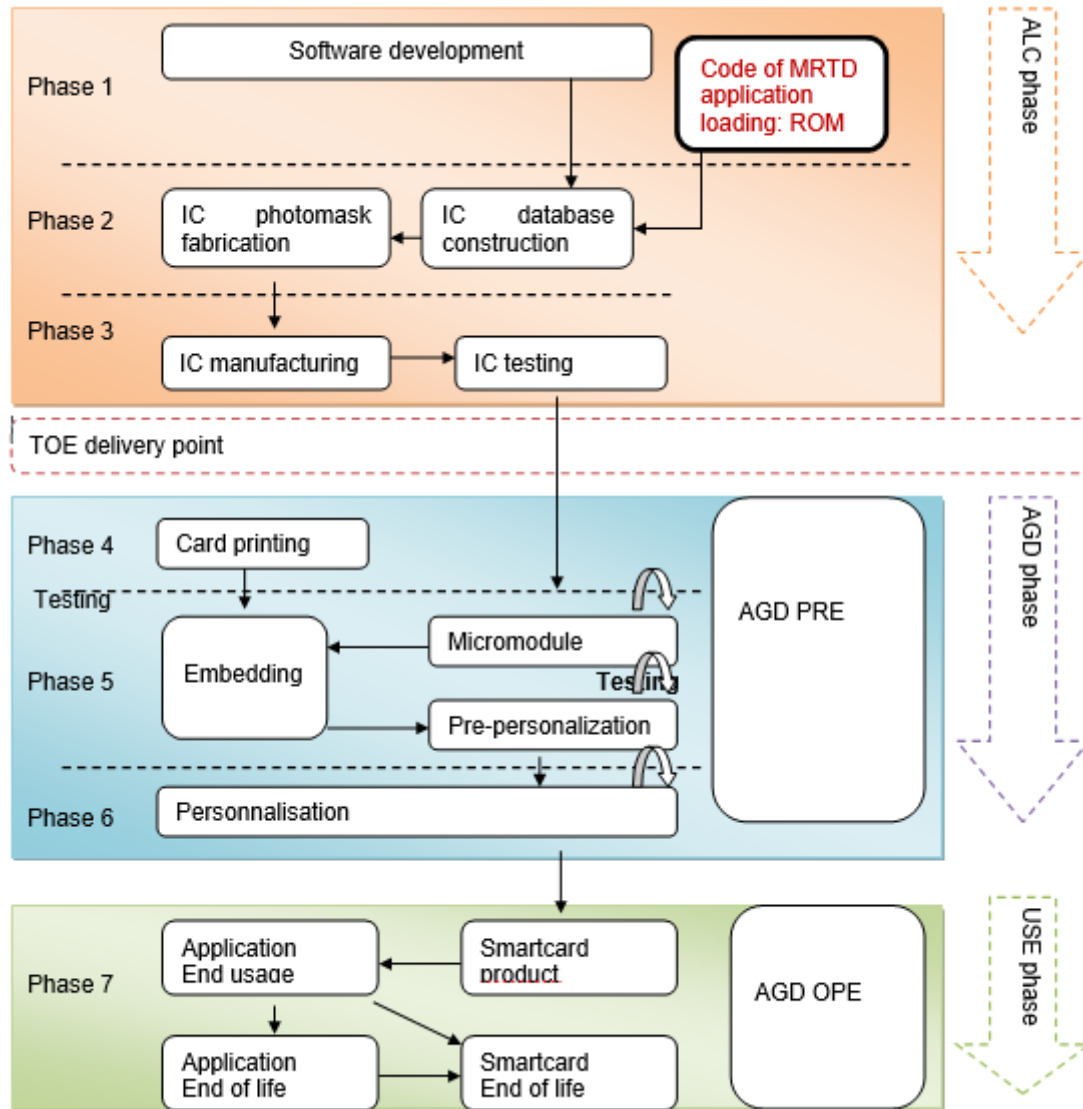 Software development
Phase 1
Code of MRTD
application
loading: ROM
ALC phase
Phase 2
IC photomask
fabrication
IC database
construction
Phase 3
IC manufacturing
IC testing
TOE delivery point
Phase 4
Card printing
Testing
AGD PRE
AGD phase
Micromodule
Embedding
Phase 5
Testing
Pre-personalization
Personnalisation
Phase 6
Application
End usage
Smartcard
product
Phase 7
AGD OPE
USE phase
Application
End of life
Smartcard
End of life